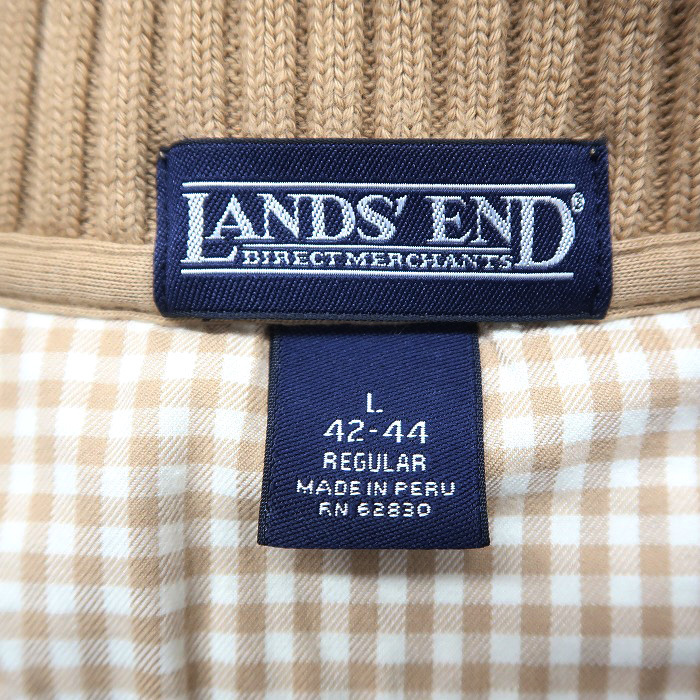 LANDS' END®
DIRECT MERCHANTS
L
42-44
REGULAR
MADE IN PERU
RN 62830